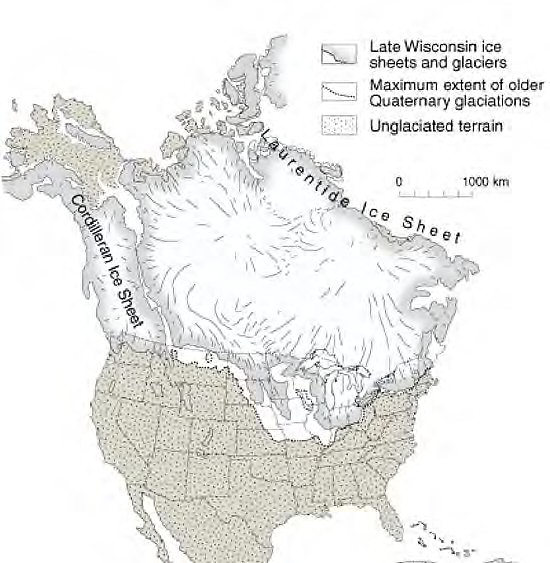 Late Wisconsin ice
sheets and glaciers
Maximum extent of older
Quaternary glaciations
Unglaciated terrain
0 1000 km
Laurentide Ice Sheet
Cordilleran Ice Sheet